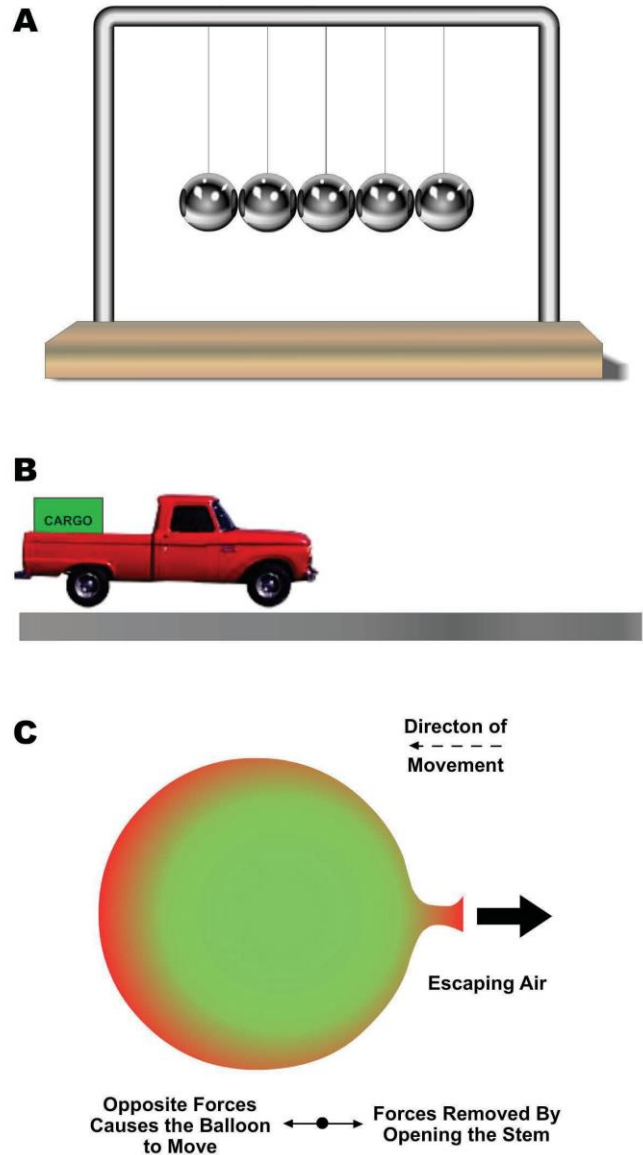 A
B
CARGO
C
Directon of
Movement
Escaping Air
Opposite Forces
Causes the Balloon
to Move
Forces Removed By
Opening the Stem